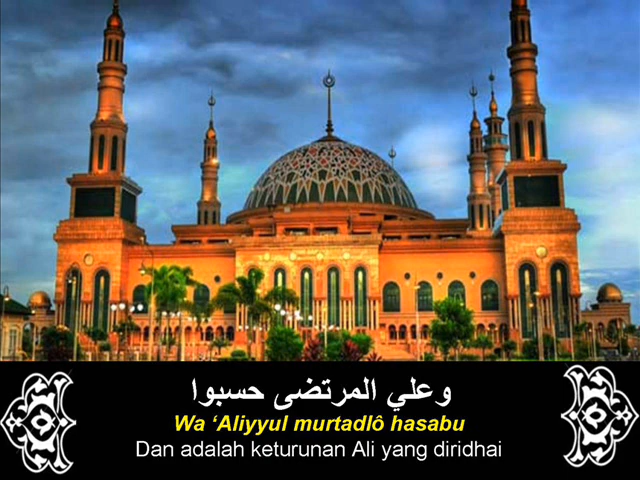 وعلي المرتضى حسبوا
Wa ‘Aliyyul murtadlô hasabu
Dan adalah keturunan Ali yang diridhai